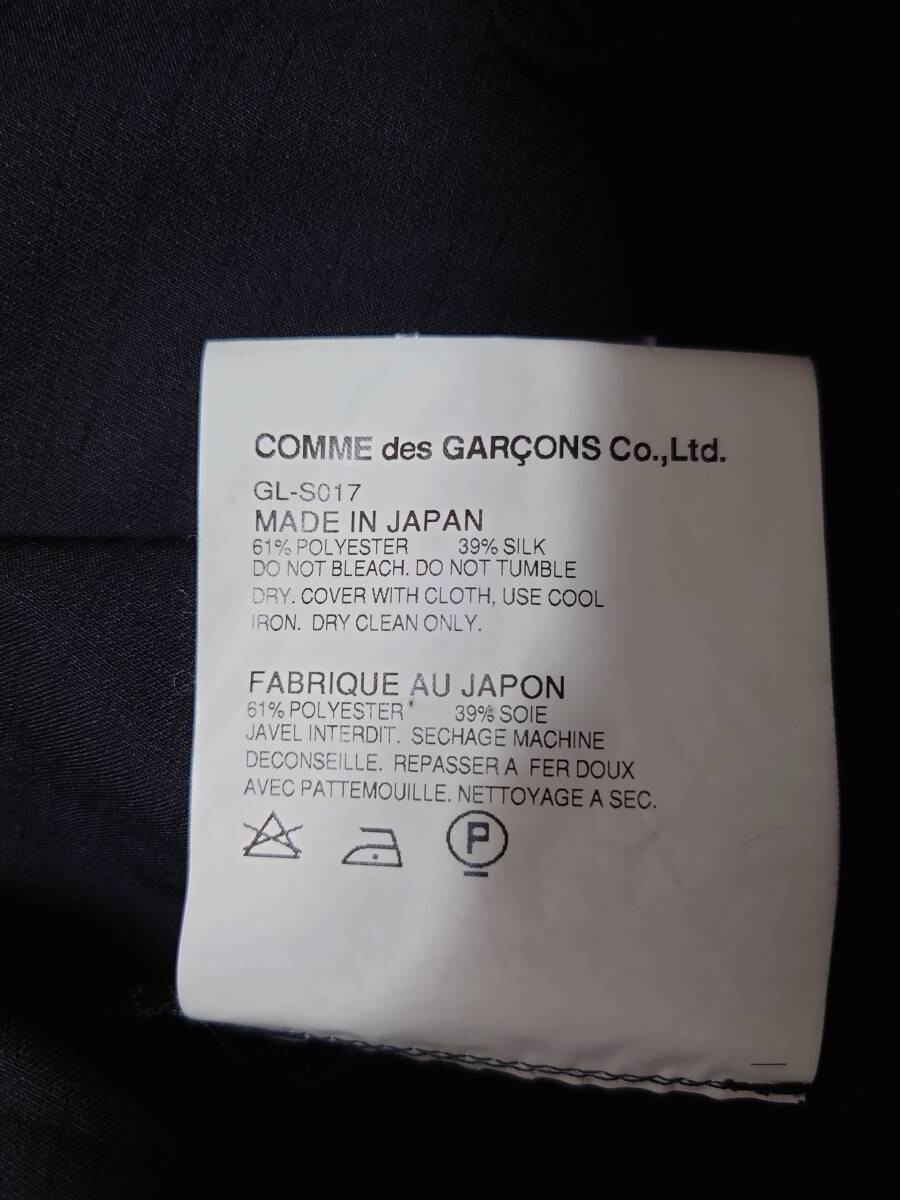 COMME des GARÇONS Co.,Ltd.
GL-S017
MADE IN JAPAN
61% POLYESTER 39% SILK
DO NOT BLEACH. DO NOT TUMBLE
DRY. COVER WITH CLOTH, USE COOL
IRON. DRY CLEAN ONLY.
FABRIQUE AU JAPON
61% POLYESTER 39% SOIE
JAVEL INTERDIT. SECHAGE MACHINE
DECONSEILLE. REPASSER A FER DOUX
AVEC PATTEMOUILLE. NETTOYAGE A SEC.
P